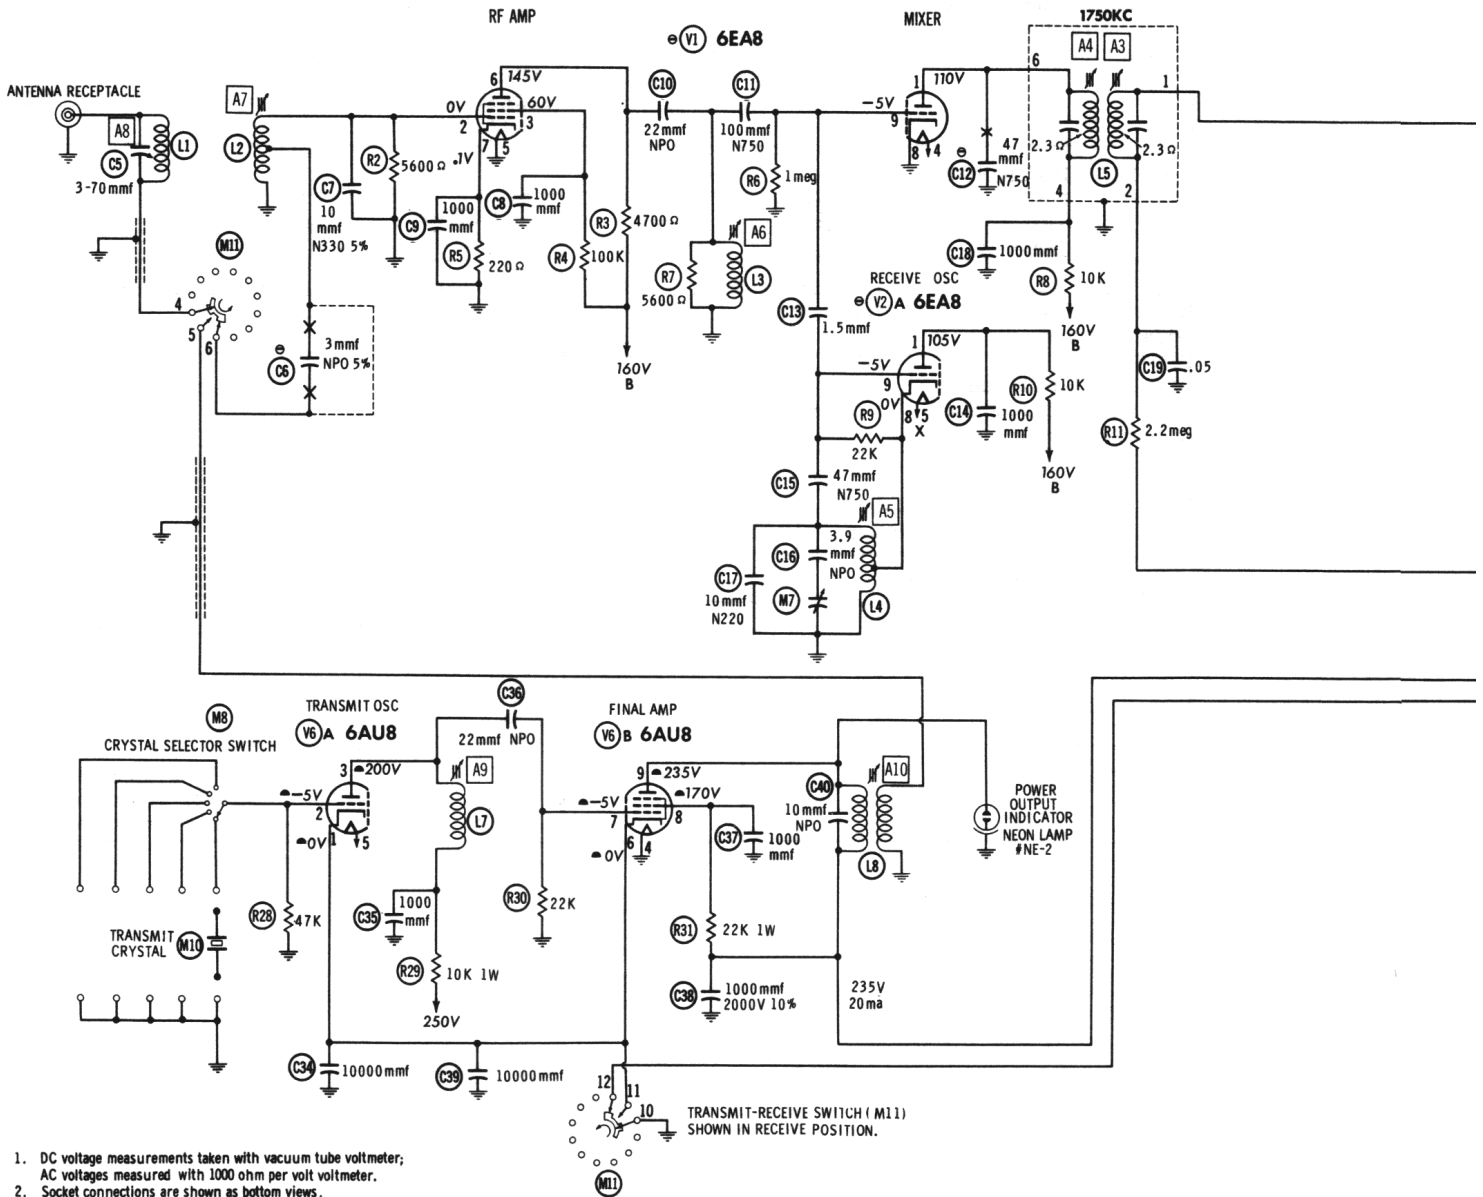 RF AMP
MIXER
1750KC
V1 6EA8
ANTENNA RECEPTACLE
A8
C5
3-70mmf
L1
A7
L2
0V
2
6
145V
60V
3
7
5
.1V
R2
5600Ω
C7
10
mmf
N330 5%
C9
1000
mmf
R5
220Ω
C8
1000
mmf
R3
4700Ω
R4
100K
160V
B
C10
22mmf
NPO
C11
100mmf
N750
R6
1meg
A6
R7
5600Ω
L3
1
110V
-5V
9
8
4
C12
47
mmf
N750
6
A4
A3
1
2.3Ω
2.3Ω
L5
4
2
C18
1000mmf
R8
10K
160V
B
M11
4
5
6
C6
3mmf
NPO 5%
C13
1.5mmf
RECEIVE OSC
V2 A 6EA8
1
105V
-5V
9
0V
8
5
X
R9
22K
C14
1000
mmf
R10
10K
160V
B
C19
.05
R11
2.2meg
C15
47mmf
N750
A5
C16
3.9
mmf
NPO
C17
10mmf
N220
M7
L4
M8
CRYSTAL SELECTOR SWITCH
TRANSMIT OSC
V6 A 6AU8
3
200V
-5V
2
0V
1
5
C36
22mmf NPO
A9
L7
FINAL AMP
V6 B 6AU8
9
235V
170V
-5V
7
8
6
4
0V
C37
1000
mmf
C40
10mmf
NPO
A10
L8
POWER
OUTPUT
INDICATOR
NEON LAMP
#NE-2
TRANSMIT
CRYSTAL
M10
R28
47K
C35
1000
mmf
R29
10K 1W
250V
R30
22K
R31
22K 1W
C38
1000mmf
2000V 10%
235V
20ma
C34
10000mmf
C39
10000mmf
12
11
10
TRANSMIT-RECEIVE SWITCH (M11)
SHOWN IN RECEIVE POSITION.
M11
1. DC voltage measurements taken with vacuum tube voltmeter;
AC voltages measured with 1000 ohm per volt voltmeter.
2. Socket connections are shown as bottom views.